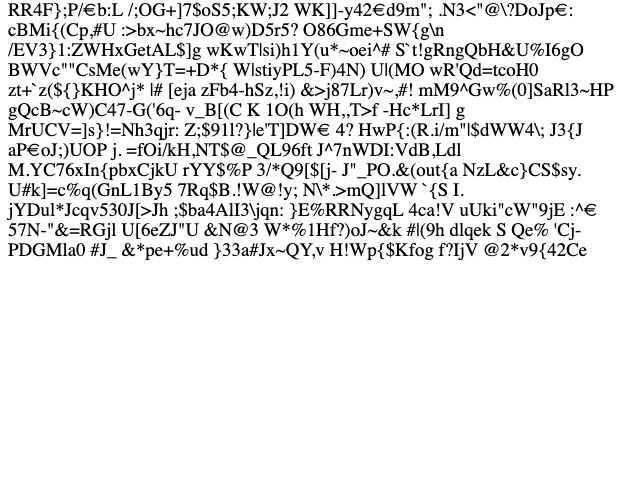 RR4F};P/€b:L /;OG+]7$oS5;KW;J2 WK]]-y42€d9m"; .N3<"@\?DoJp€:
cBMi{(Cp,#U :>bx~hc7JO@w)D5r5? O86Gme+SW{g\n
/EV3}1:ZWHxGetAL$]g wKwT|si)h1Y(u*~oei^# S`t!gRngQbH&U%I6gO
BWVc""CsMe(wY}T=+D*{ W|stiyPL5-F)4N) U|(MO wR'Qd=tcoH0
zt+`z(${}KHO^j* |# [eja zFb4-hSz,!i) &>j87Lr)v~,#! mM9^Gw%(0]SaRl3~HP
gQcB~cW)C47-G('6q- v_B[(C K 1O(h WH,,T>f -Hc*LrI] g
MrUCV=]s}!=Nh3qjr: Z;$91l?}|e'T]DW€ 4? HwP{:(R.i/m"|$dWW4\; J3{J
aP€oJ;)UOP j. =fOi/kH,NT$@_QL96ft J^7nWDI:VdB,Ldl
M.YC76xIn{pbxCjkU rYY$%P 3/*Q9[$[j- J"_PO.&(out{a NzL&c}CS$sy.
U#k]=c%q(GnL1By5 7Rq$B.!W@!y; N\*.>mQ]lVW `{S I.
jYDul*Jcqv530J[>Jh ;$ba4AlI3\jqn: }E%RRNygqL 4ca!V uUki"cW"9jE :^€
57N-"&=RGjl U[6eZJ"U &N@3 W*%1Hf?)oJ~&k #|(9h dlqek S Qe% 'Cj-
PDGMla0 #J_ &*pe+%ud }33a#Jx~QY,v H!Wp{$Kfog f?IjV @2*v9{42Ce